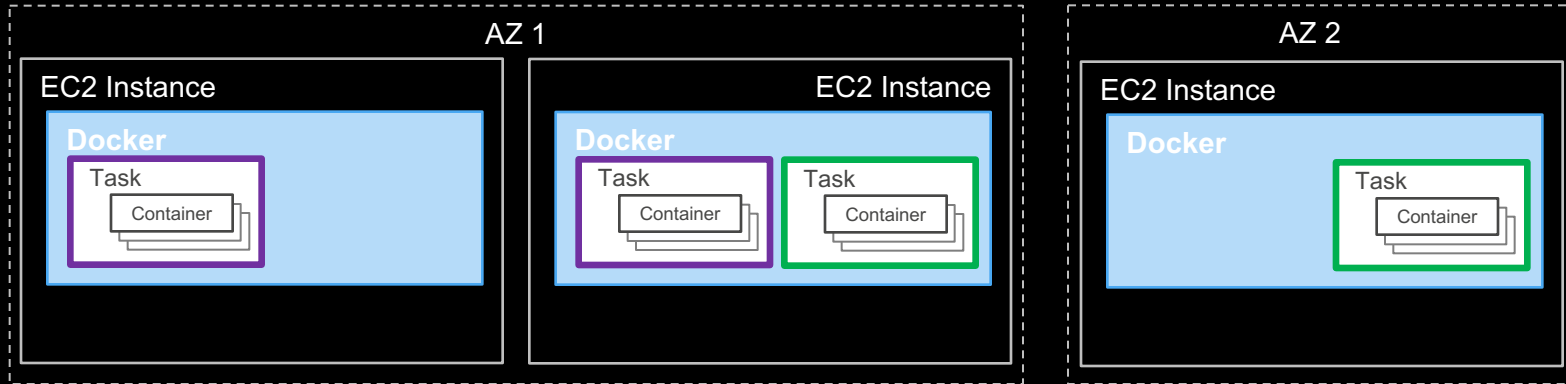 AZ 1
EC2 Instance
Docker
Task
Container
EC2 Instance
Docker
Task
Container
Task
Container
AZ 2
EC2 Instance
Docker
Task
Container